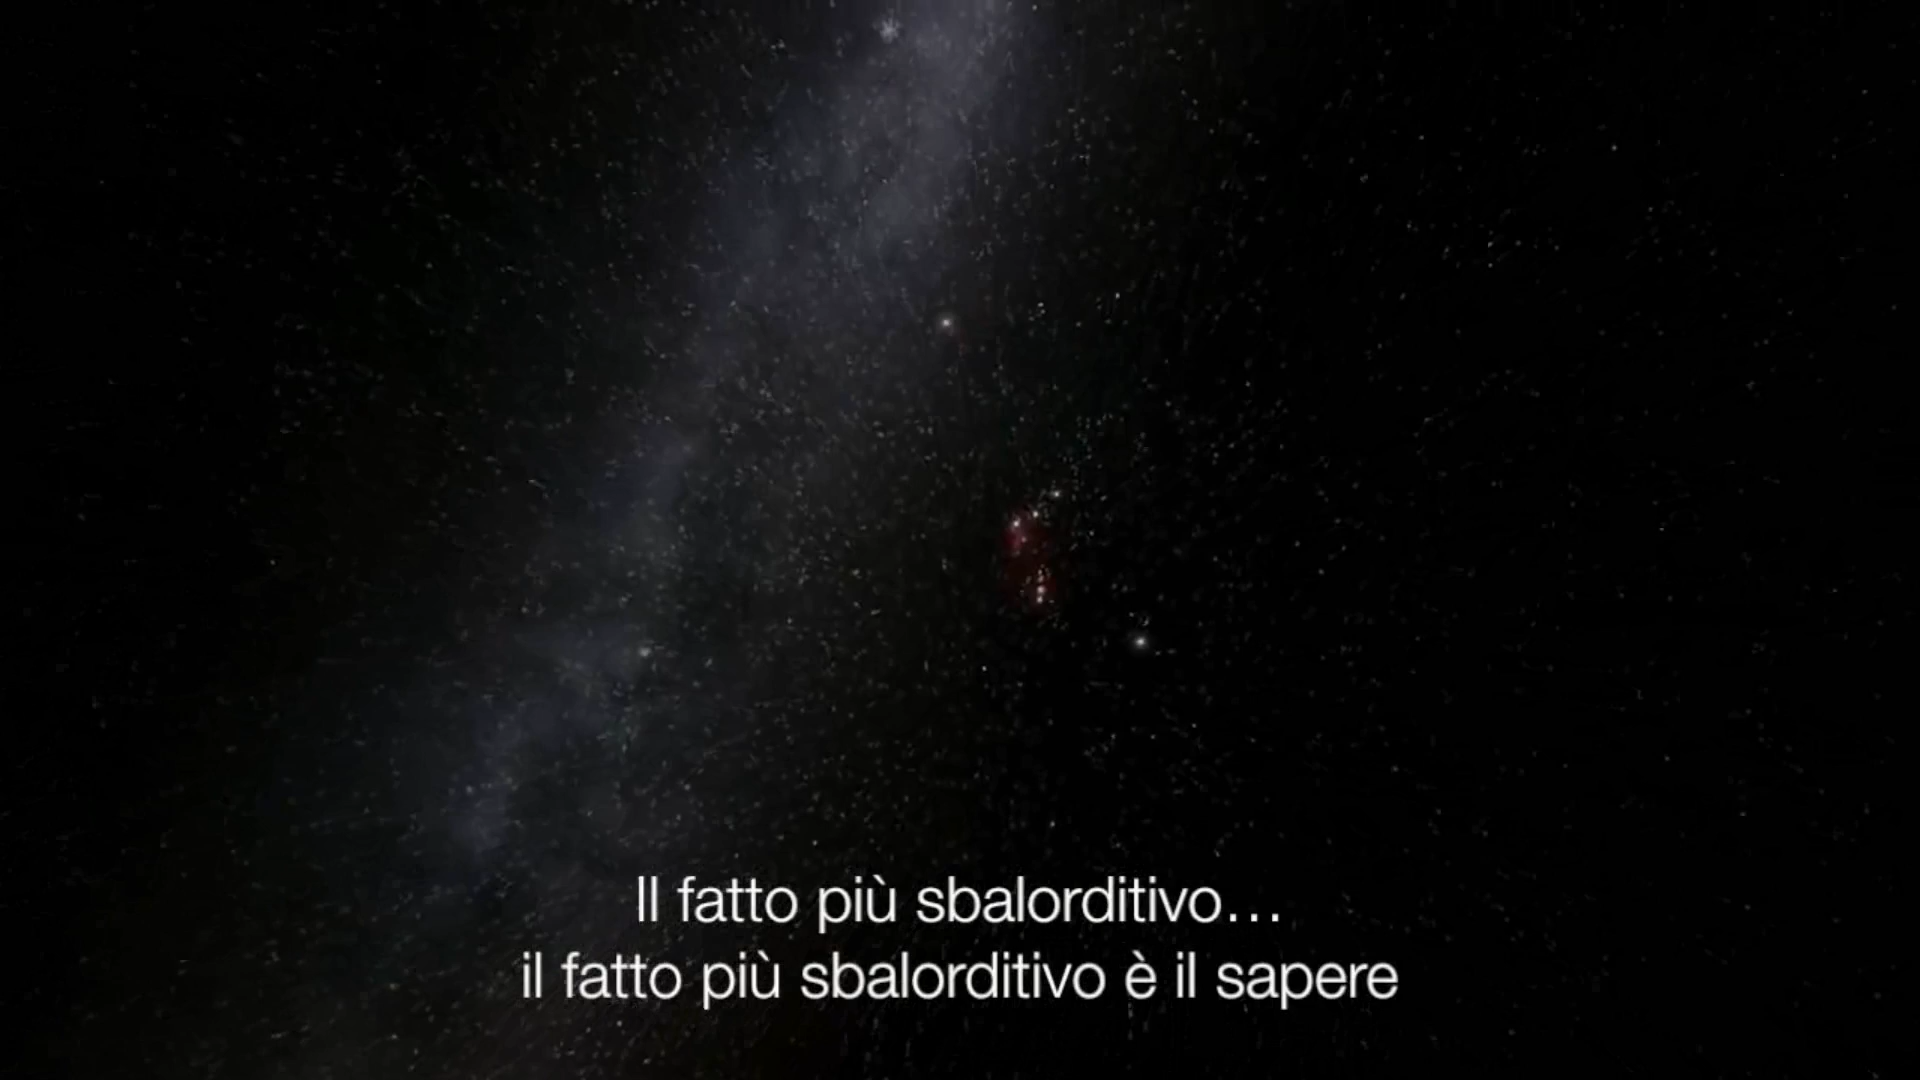 Il fatto più sbalorditivo…
il fatto più sbalorditivo è il sapere